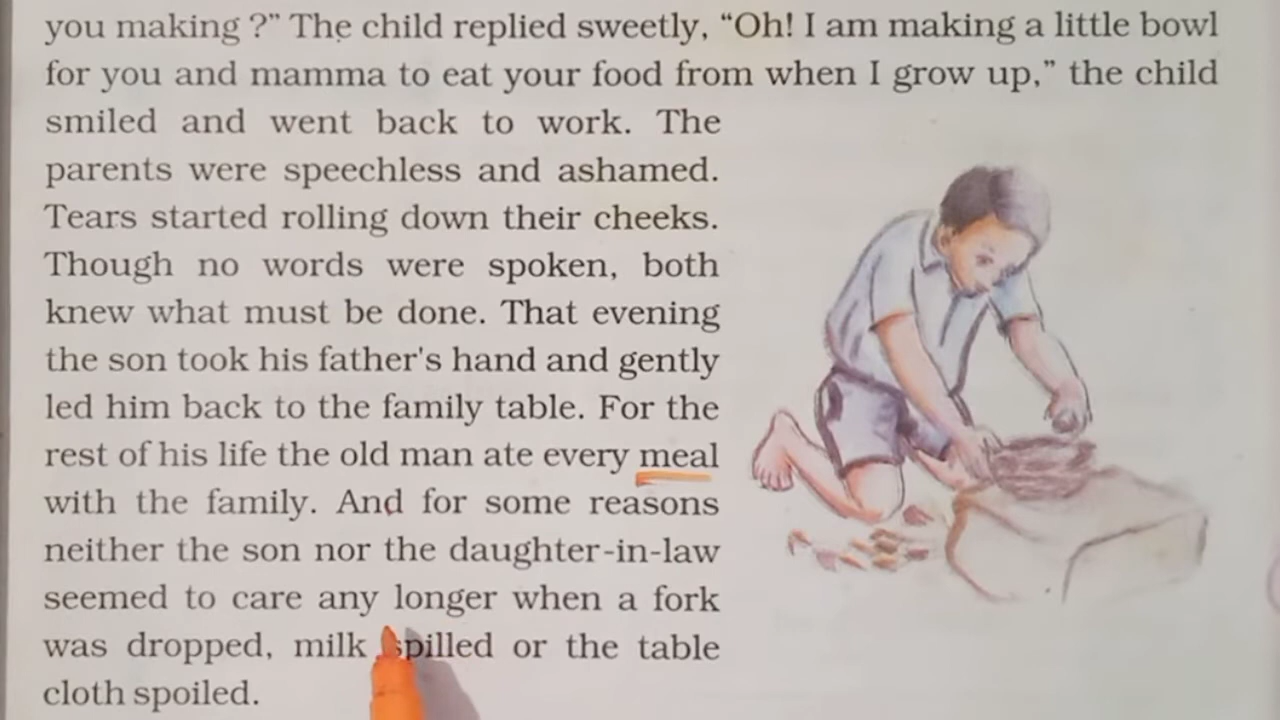 you making ?” The child replied sweetly, “Oh! I am making a little bowl
for you and mamma to eat your food from when I grow up,” the child
smiled and went back to work. The
parents were speechless and ashamed.
Tears started rolling down their cheeks.
Though no words were spoken, both
knew what must be done. That evening
the son took his father's hand and gently
led him back to the family table. For the
rest of his life the old man ate every meal
with the family. And for some reasons
neither the son nor the daughter-in-law
seemed to care any longer when a fork
was dropped, milk spilled or the table
cloth spoiled.